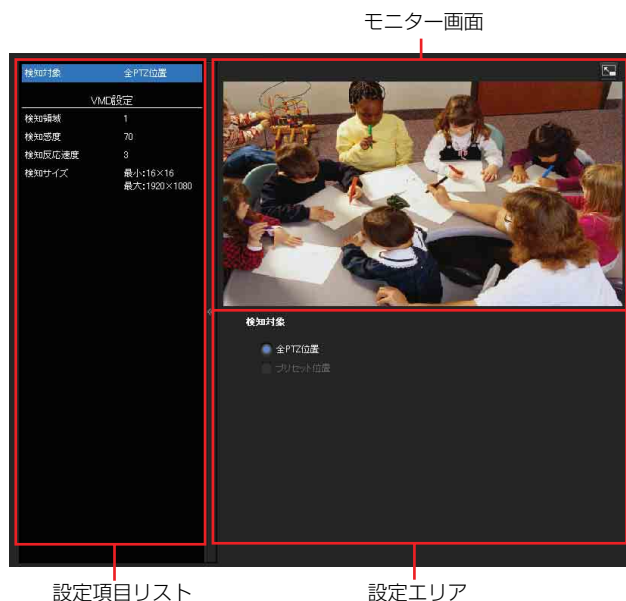 モニター画面
検知対象 全PTZ位置
VMD設定
検知領域 1
検知感度 70
検知反応速度 3
検知サイズ 最小:16×16
最大:1920×1080
検知対象
全PTZ位置
プリセット位置
設定項目リスト 設定エリア